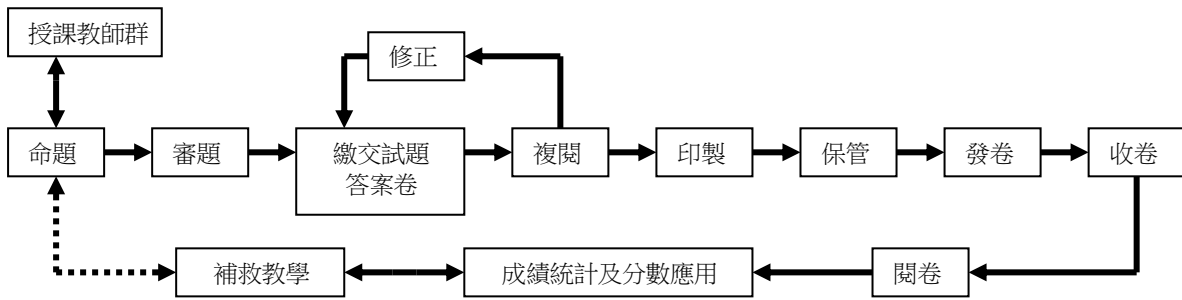 授課教師群
修正
命題
審題
繳交試題
答案卷
複閱
印製
保管
發卷
收卷
補救教學
成績統計及分數應用
閱卷